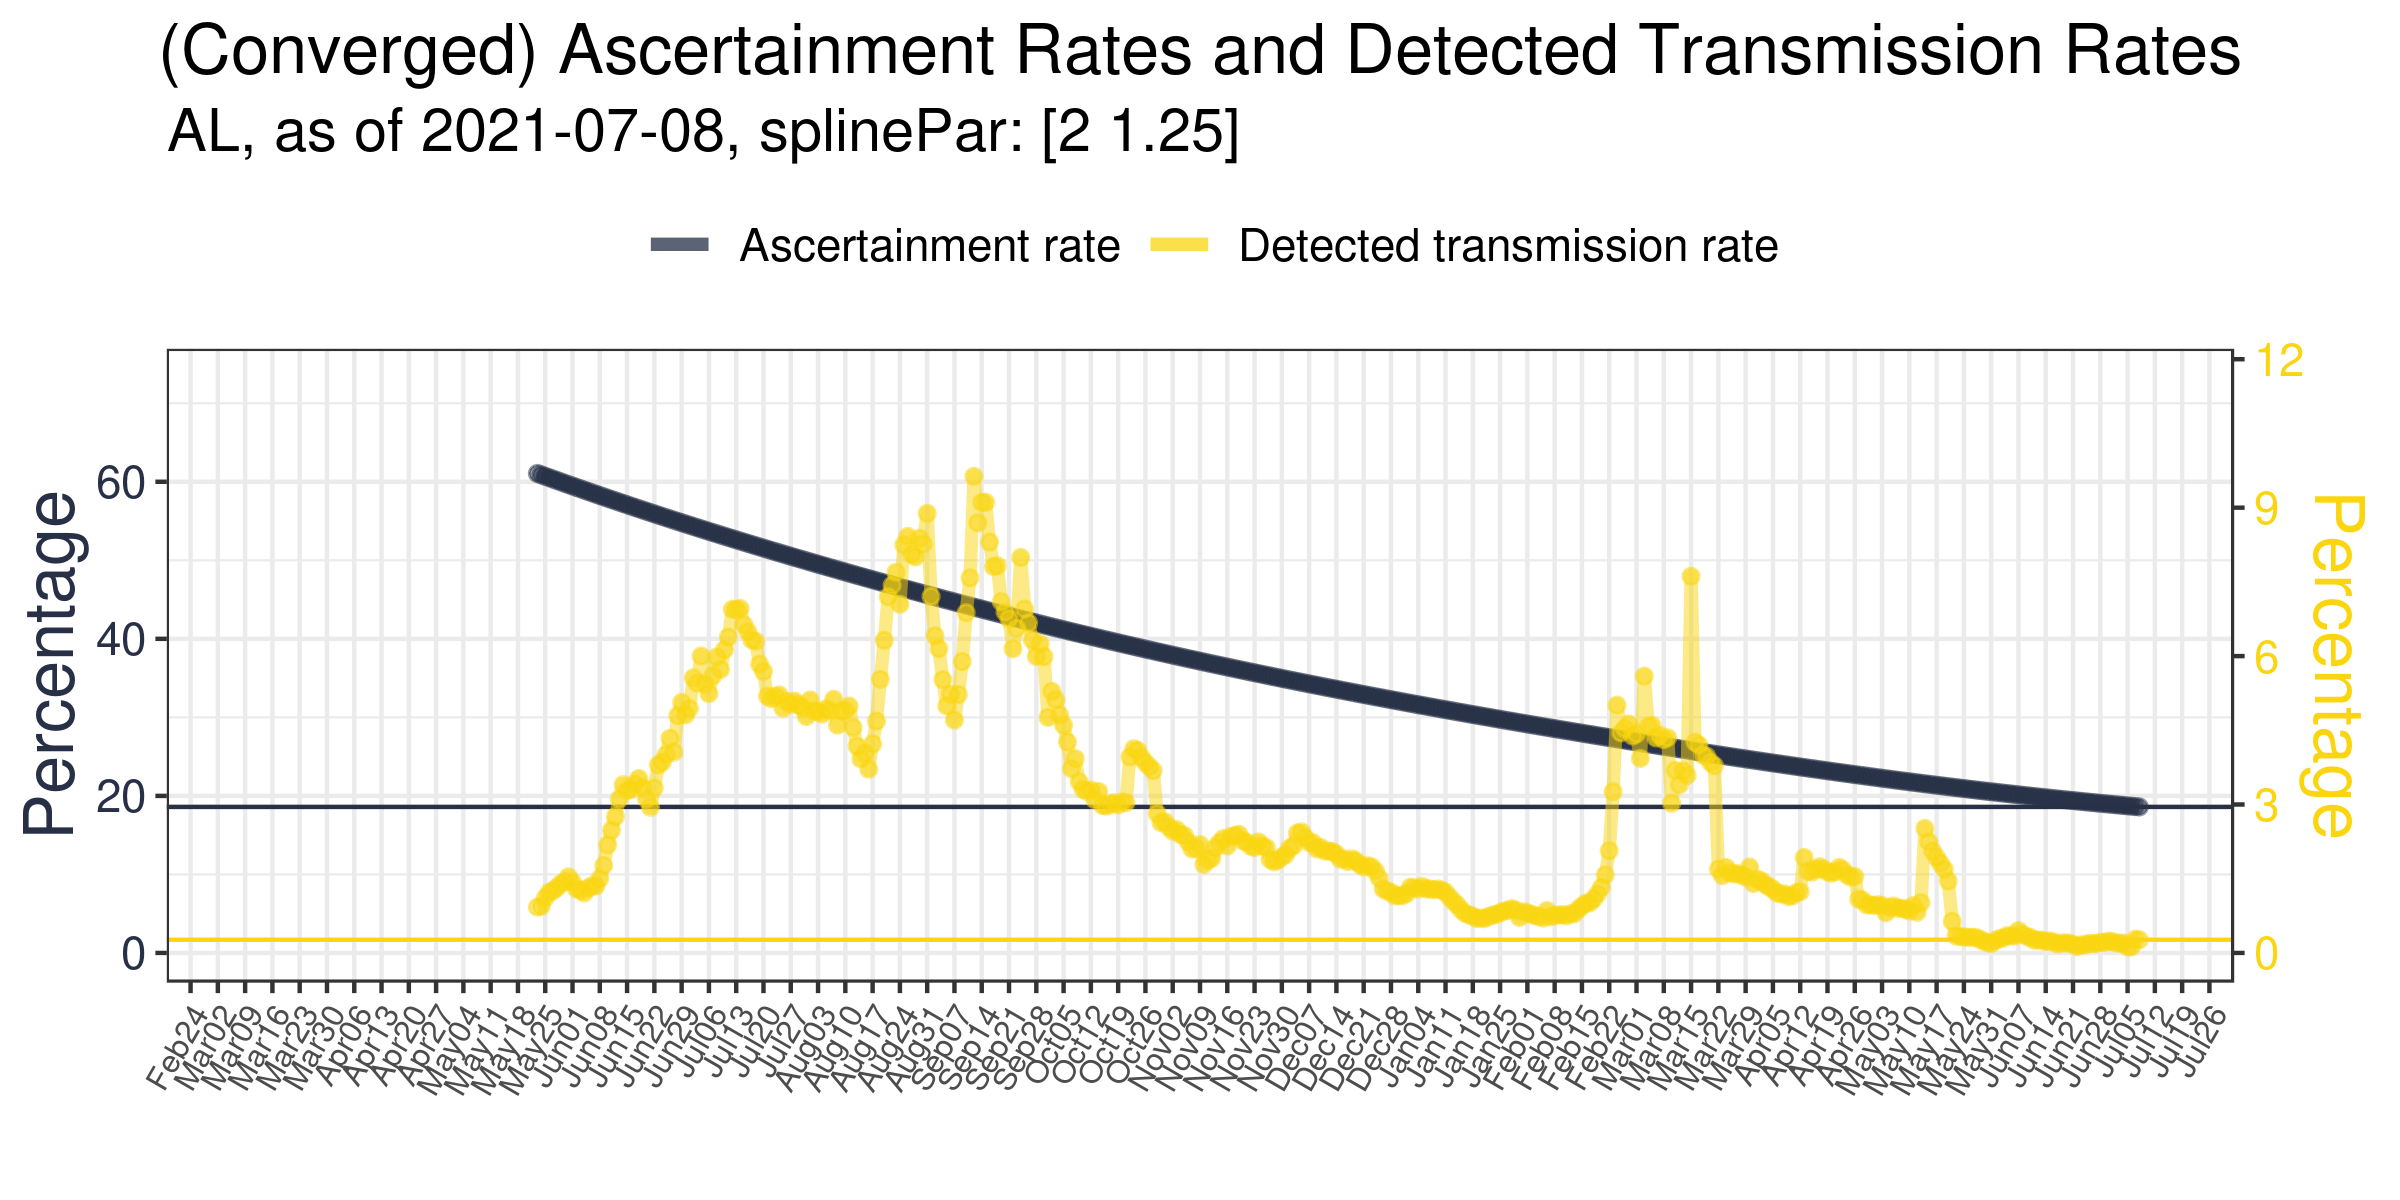 (Converged) Ascertainment Rates and Detected Transmission Rates
AL, as of 2021-07-08, splinePar: [2 1.25]
Ascertainment rate
Detected transmission rate
Percentage
60
40
20
0
12
9
6
3
0
Percentage
Feb24
Mar02
Mar09
Mar16
Mar23
Mar30
Apr06
Apr13
Apr20
Apr27
May04
May11
May18
May25
Jun01
Jun08
Jun15
Jun22
Jun29
Jul06
Jul13
Jul20
Jul27
Aug03
Aug10
Aug17
Aug24
Aug31
Sep07
Sep14
Sep21
Sep28
Oct05
Oct12
Oct19
Oct26
Nov02
Nov09
Nov16
Nov23
Nov30
Dec07
Dec14
Dec21
Dec28
Jan04
Jan11
Jan18
Jan25
Feb01
Feb08
Feb15
Feb22
Mar01
Mar08
Mar15
Mar22
Mar29
Apr05
Apr12
Apr19
Apr26
May03
May10
May17
May24
May31
Jun07
Jun14
Jun21
Jun28
Jul05
Jul12
Jul19
Jul26